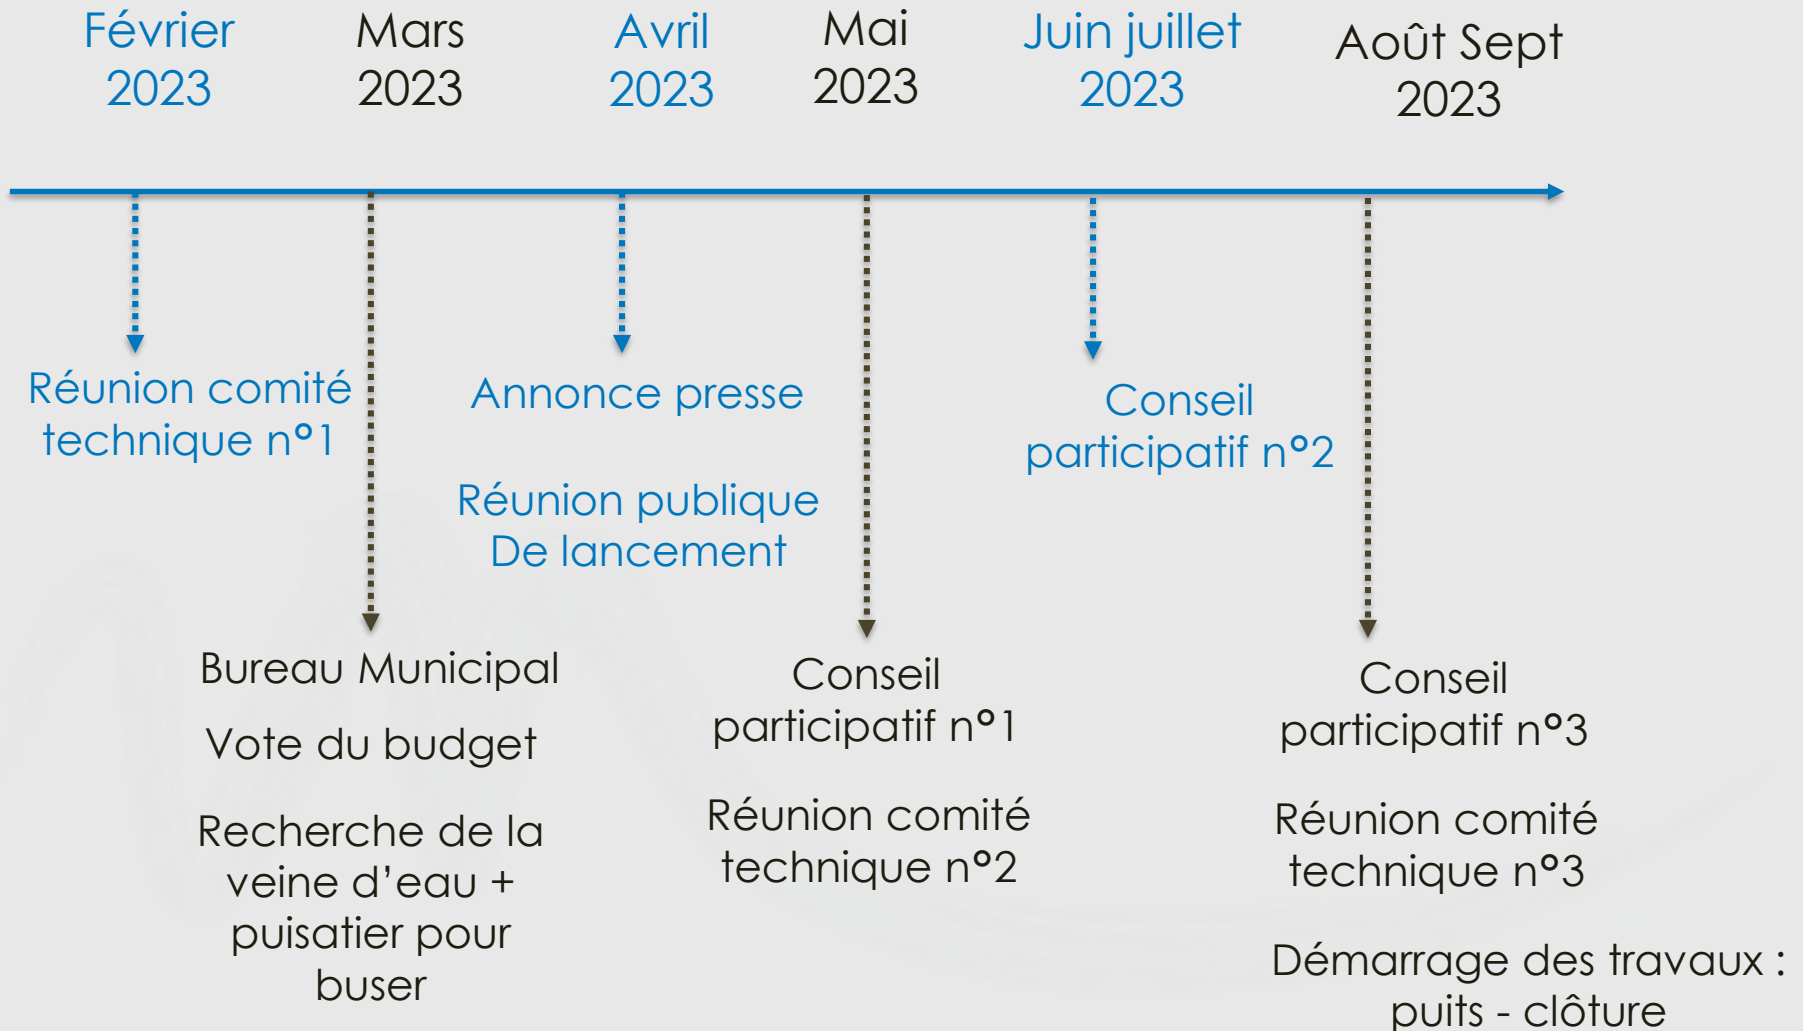 Février
2023
Mars
2023
Avril
2023
Mai
2023
Juin juillet
2023
Août Sept
2023
Réunion comité
technique n°1
Annonce presse
Réunion publique
De lancement
Conseil
participatif n°2
Bureau Municipal
Vote du budget
Recherche de la
veine d’eau +
puisatier pour
buser
Conseil
participatif n°1
Réunion comité
technique n°2
Conseil
participatif n°3
Réunion comité
technique n°3
Démarrage des travaux :
puits - clôture